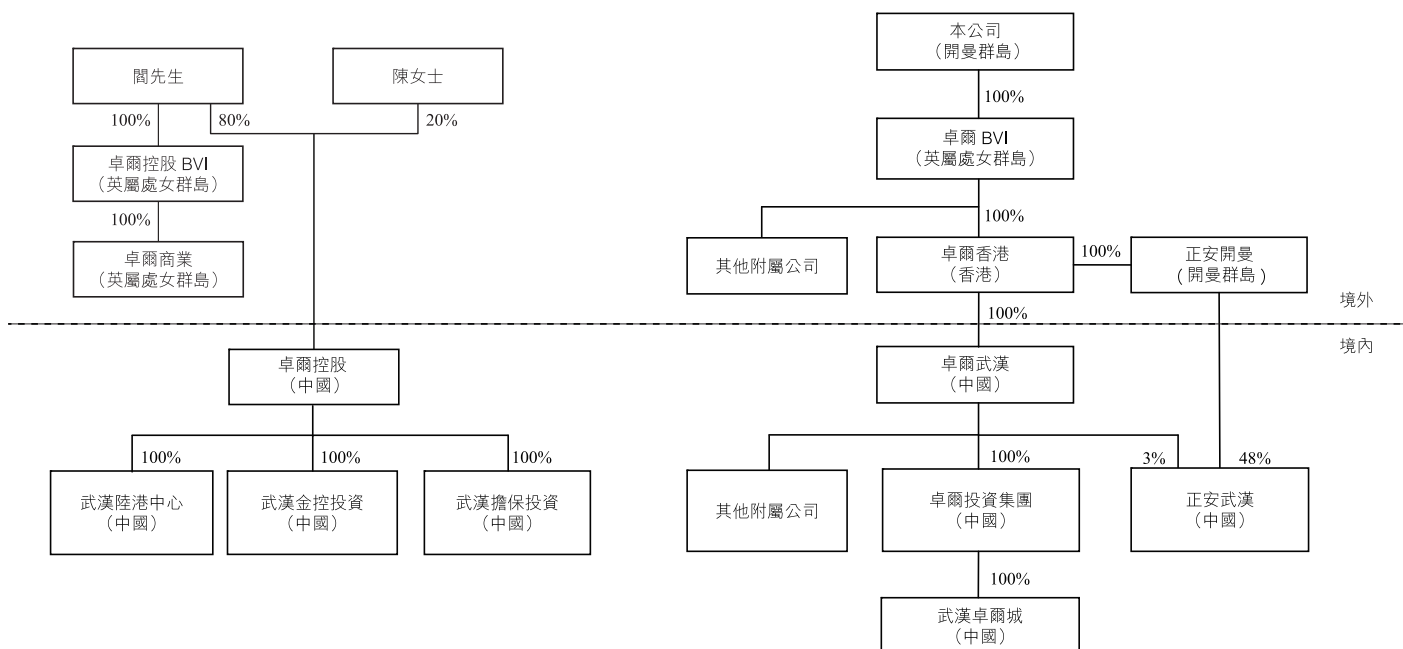 本公司
(開曼群島)
閻先生
陳女士
100%
100%
80%
20%
卓爾控股 BVI
(英屬處女群島)
卓爾 BVI
(英屬處女群島)
100%
100%
卓爾商業
(英屬處女群島)
其他附屬公司
卓爾香港
(香港)
100%
正安開曼
( 開曼群島 )
境外
100%
境內
卓爾控股
(中國)
卓爾武漢
(中國)
100%
100%
100%
100%
3%
48%
武漢陸港中心
(中國)
武漢金控投資
(中國)
武漢擔保投資
(中國)
其他附屬公司
卓爾投資集團
(中國)
正安武漢
(中國)
100%
武漢卓爾城
(中國)